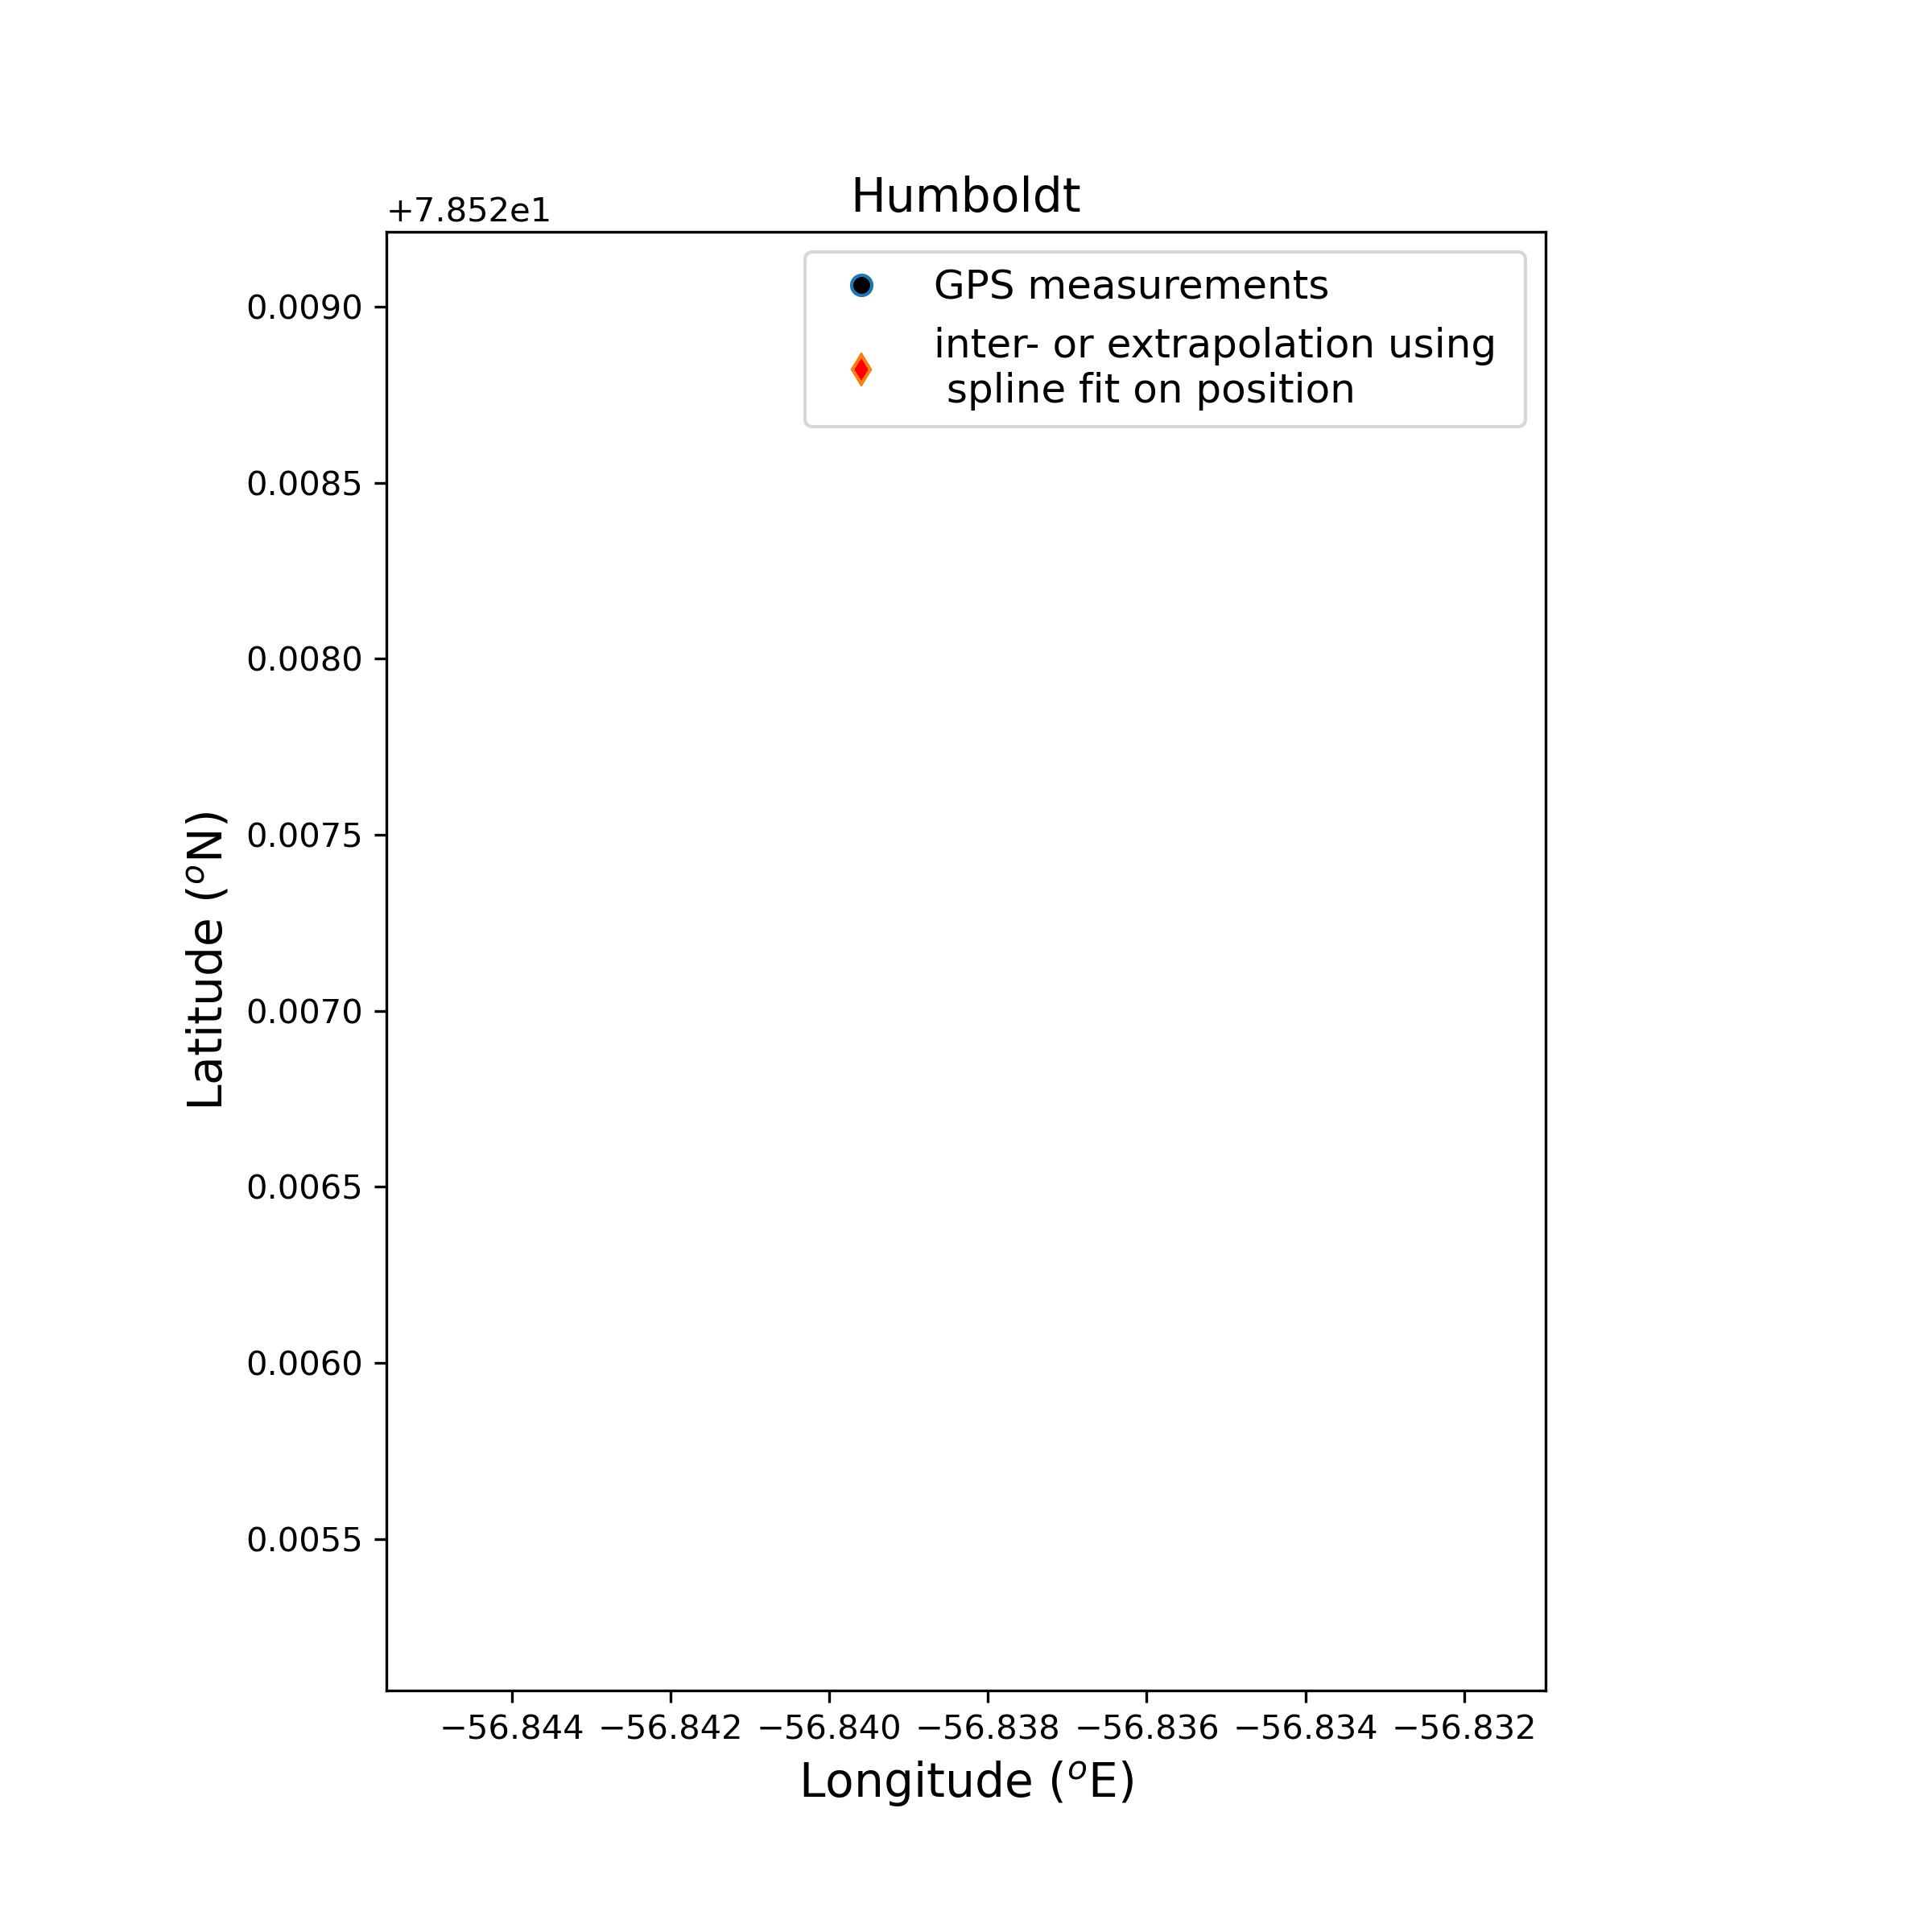 Humboldt
+7.852e1
GPS measurements
inter- or extrapolation using
spline fit on position
0.0090
0.0085
0.0080
0.0075
0.0070
0.0065
0.0060
0.0055
Latitude (°N)
−56.844 −56.842 −56.840 −56.838 −56.836 −56.834 −56.832
Longitude (°E)